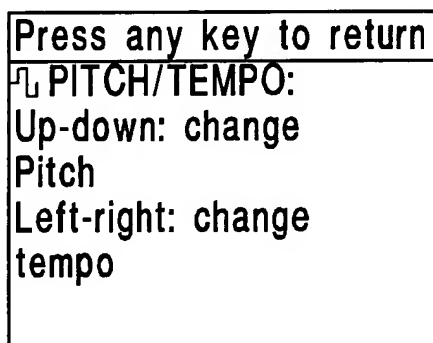 Press any key to return
PITCH/TEMPO:
Up-down: change
Pitch
Left-right: change
tempo